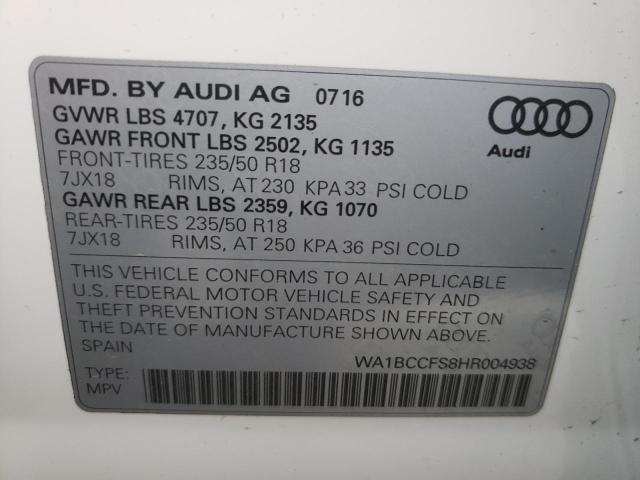 MFD. BY AUDI AG 0716
GVWR LBS 4707, KG 2135
GAWR FRONT LBS 2502, KG 1135
FRONT-TIRES 235/50 R18
7JX18 RIMS, AT 230 KPA 33 PSI COLD
GAWR REAR LBS 2359, KG 1070
REAR-TIRES 235/50 R18
7JX18 RIMS, AT 250 KPA 36 PSI COLD
Audi
THIS VEHICLE CONFORMS TO ALL APPLICABLE
U.S. FEDERAL MOTOR VEHICLE SAFETY AND
THEFT PREVENTION STANDARDS IN EFFECT ON
THE DATE OF MANUFACTURE SHOWN ABOVE.
SPAIN
WA1BCCFS8HR004938
TYPE:
MPV